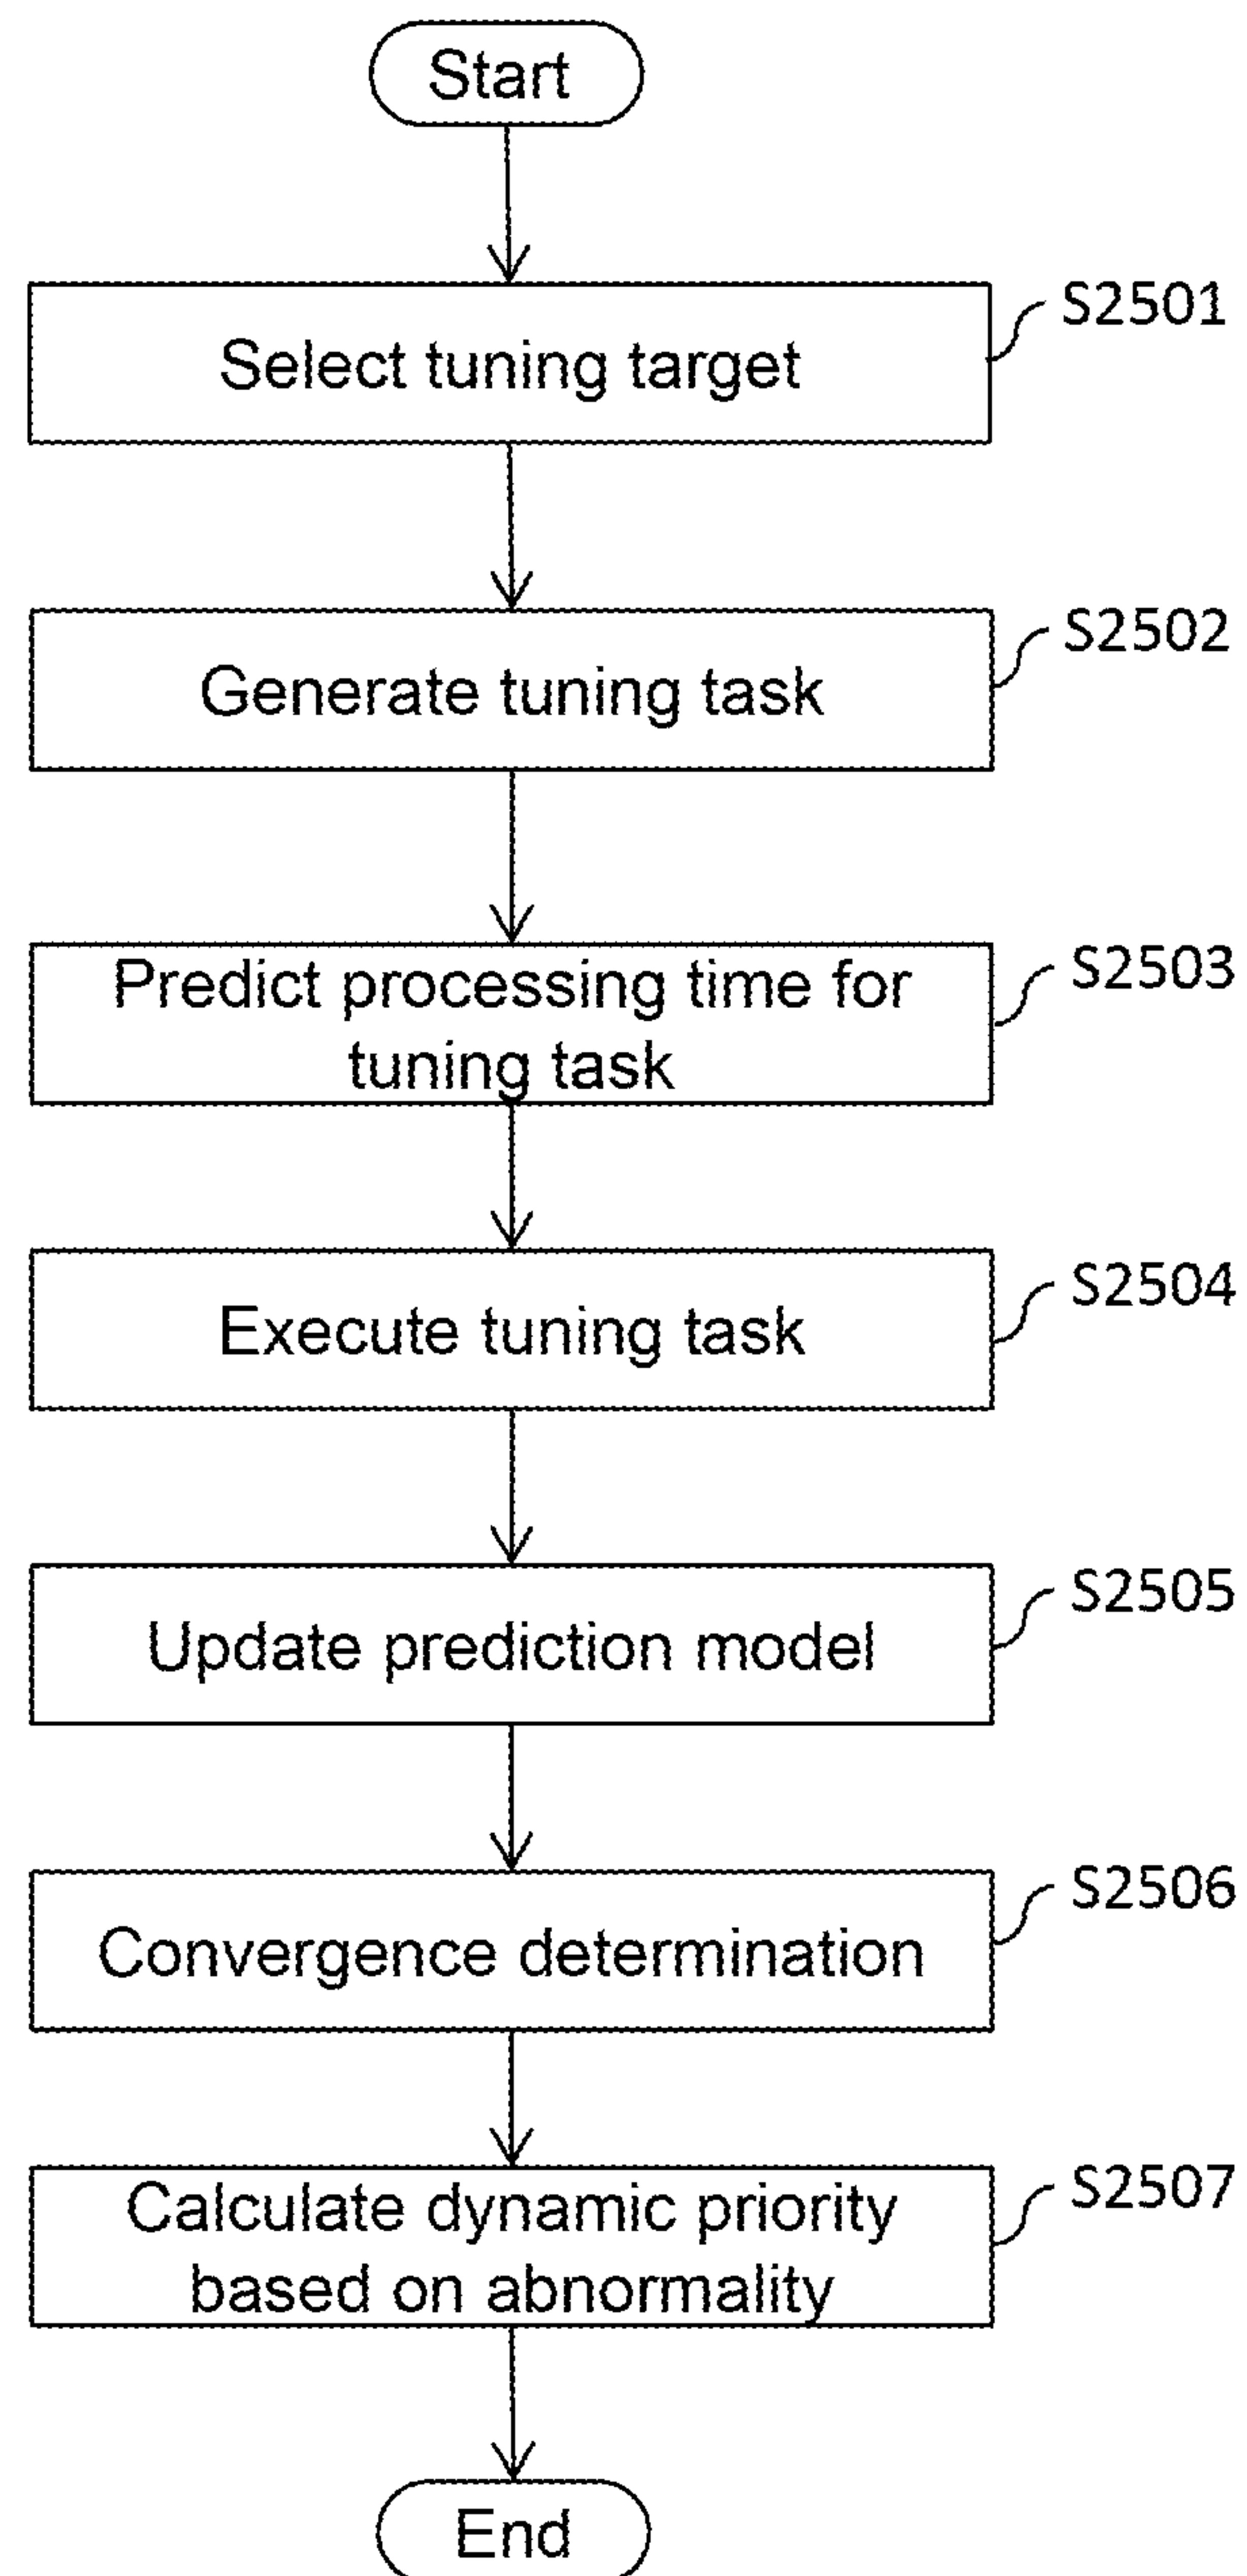 Start
S2501
Select tuning target
S2502
Generate tuning task
S2503
Predict processing time for
tuning task
S2504
Execute tuning task
S2505
Update prediction model
S2506
Convergence determination
S2507
Calculate dynamic priority
based on abnormality
End